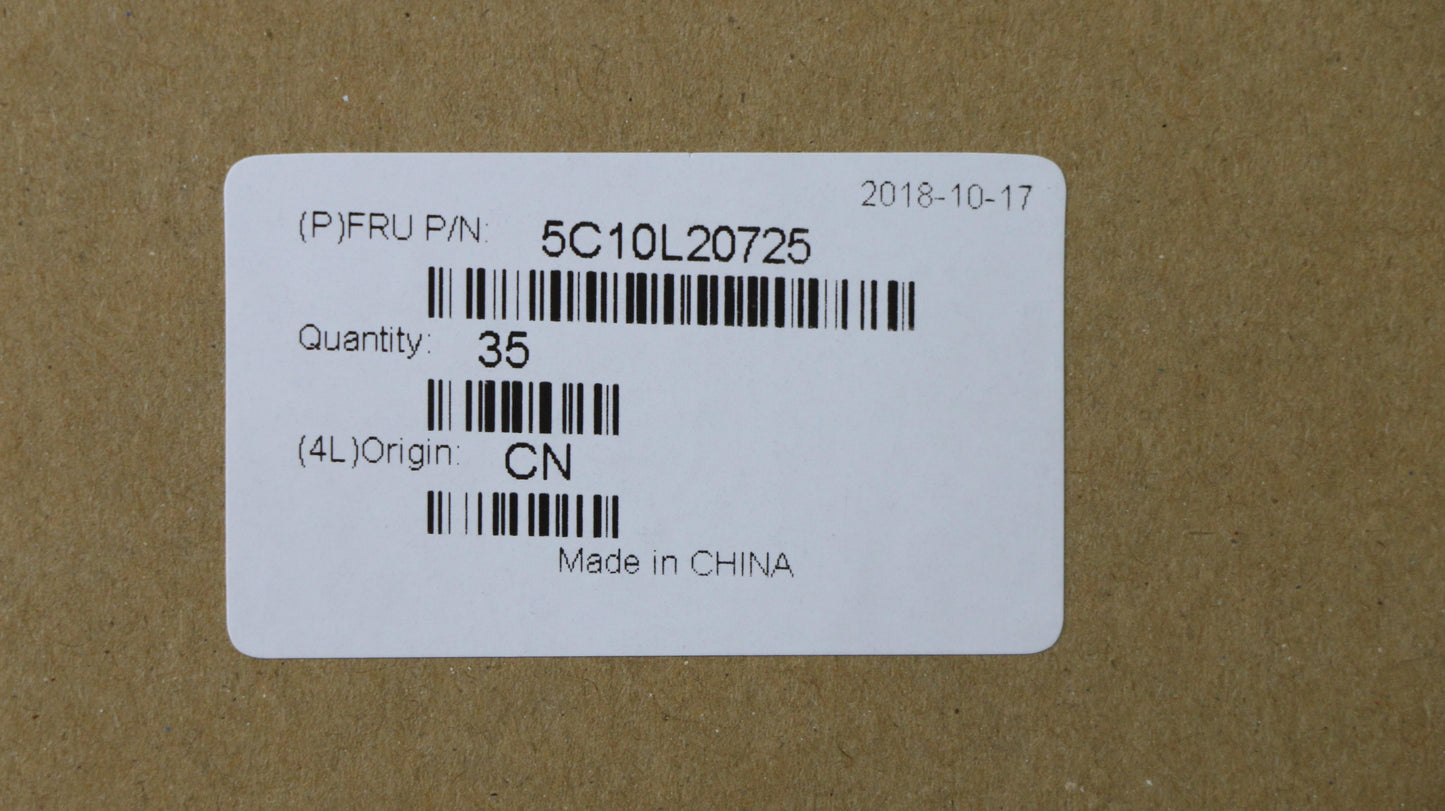 2018-10-17
(P)FRU P/N: 5C10L20725
Quantity: 35
(4L)Origin: CN
Made in CHINA